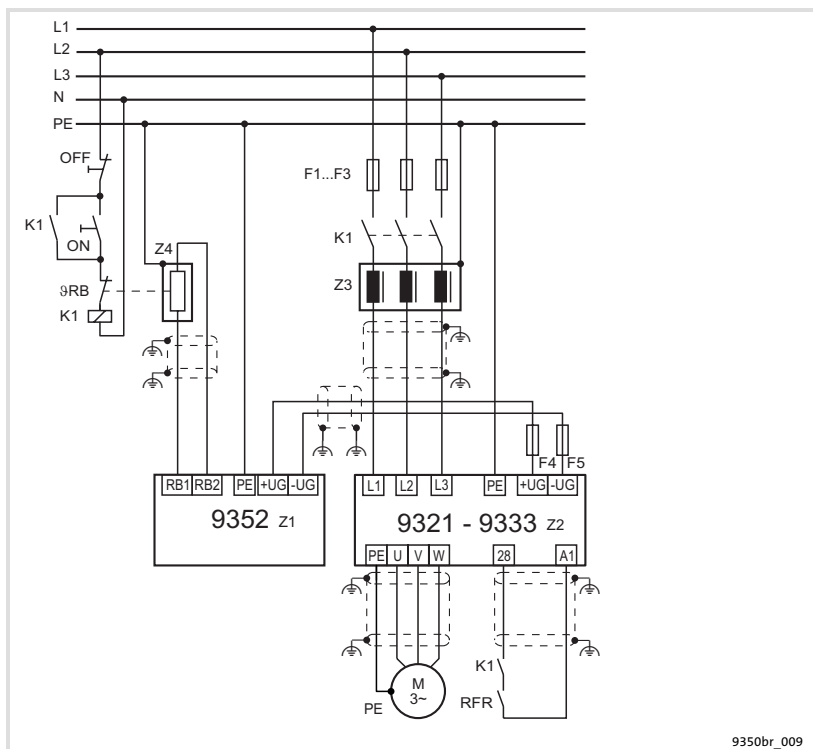 L1
L2
L3
N
PE
OFF
F1...F3
K1
K1
ON
Z4
Z3
ϑRB
K1
F4 F5
RB1 RB2 PE +UG -UG
L1 L2 L3 PE +UG -UG
9352 Z1
9321 - 9333 Z2
PE U V W 28 A1
K1
M
3~
RFR
PE
9350br_009